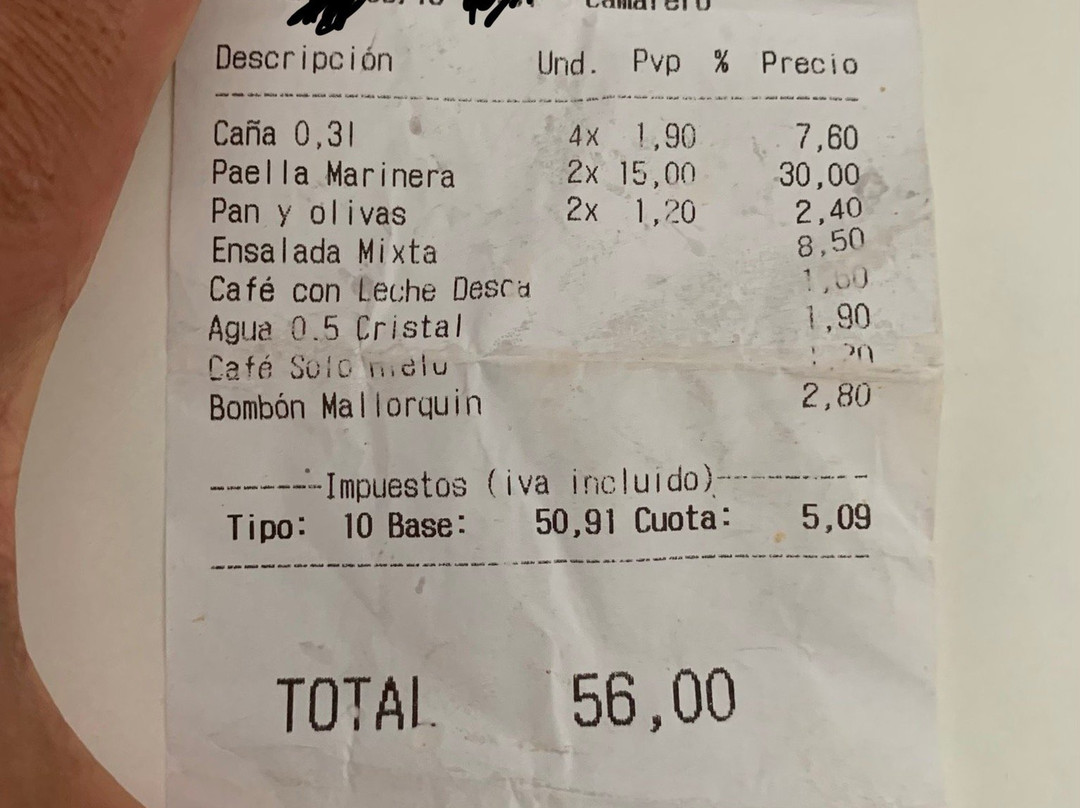 Camarero
Descripción Und. Pvp % Precio
Caña 0,3l 4x 1,90 7,60
Paella Marinera 2x 15,00 30,00
Pan y olivas 2x 1,20 2,40
Ensalada Mixta 8,50
Café con Leche Desca 1,60
Agua 0.5 Cristal 1,90
Café Solo
Bombón Mallorquin 2,80
Impuestos (iva incluido)
Tipo: 10 Base: 50,91 Cuota: 5,09
TOTAL 56,00